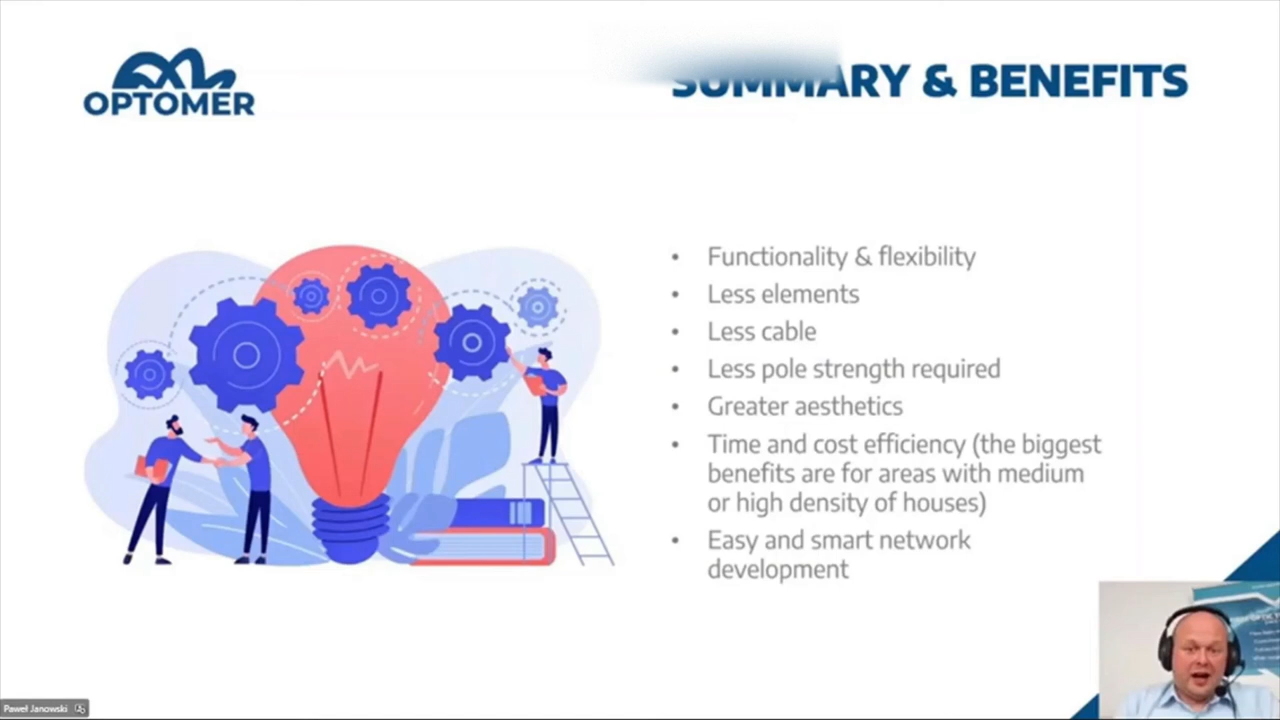 OPTOMER
SUMMARY & BENEFITS
• Functionality & flexibility
• Less elements
• Less cable
• Less pole strength required
• Greater aesthetics
• Time and cost efficiency (the biggest
benefits are for areas with medium
or high density of houses)
• Easy and smart network
development
Paweł Janowski